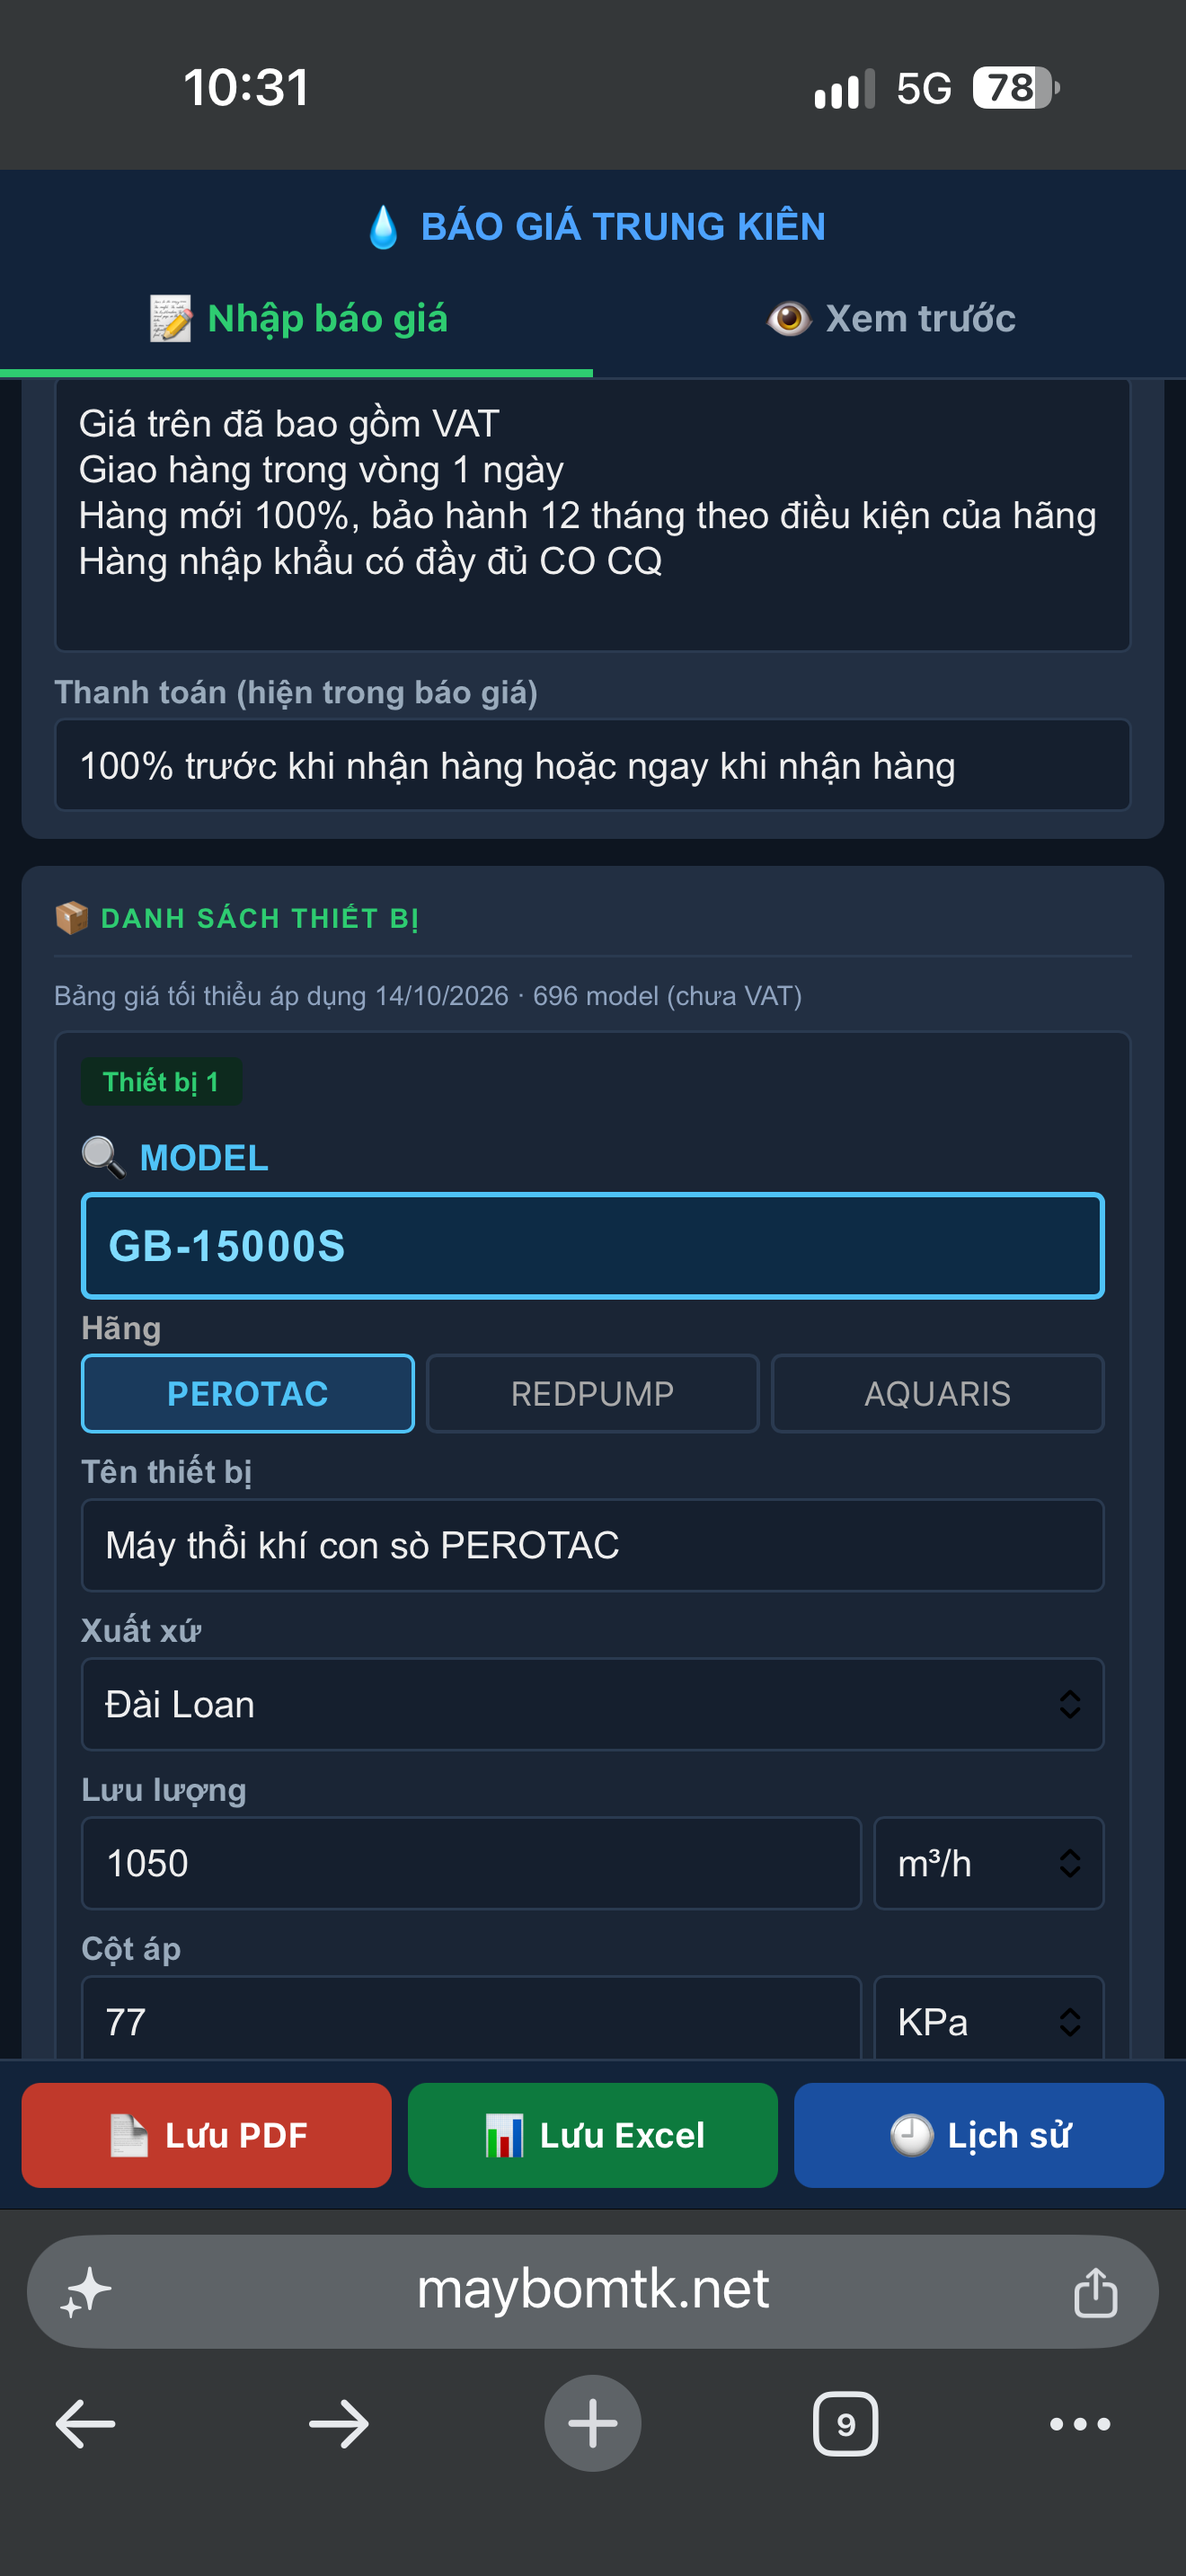 10:31
5G 78
BÁO GIÁ TRUNG KIÊN
Nhập báo giá
Xem trước
Giá trên đã bao gồm VAT
Giao hàng trong vòng 1 ngày
Hàng mới 100%, bảo hành 12 tháng theo điều kiện của hãng
Hàng nhập khẩu có đầy đủ CO CQ
Thanh toán (hiện trong báo giá)
100% trước khi nhận hàng hoặc ngay khi nhận hàng
DANH SÁCH THIẾT BỊ
Bảng giá tối thiểu áp dụng 14/10/2026 · 696 model (chưa VAT)
Thiết bị 1
MODEL
GB-15000S
Hãng
PEROTAC
REDPUMP
AQUARIS
Tên thiết bị
Máy thổi khí con sò PEROTAC
Xuất xứ
Đài Loan
Lưu lượng
1050
m³/h
Cột áp
77
KPa
Lưu PDF
Lưu Excel
Lịch sử
maybomtk.net
9